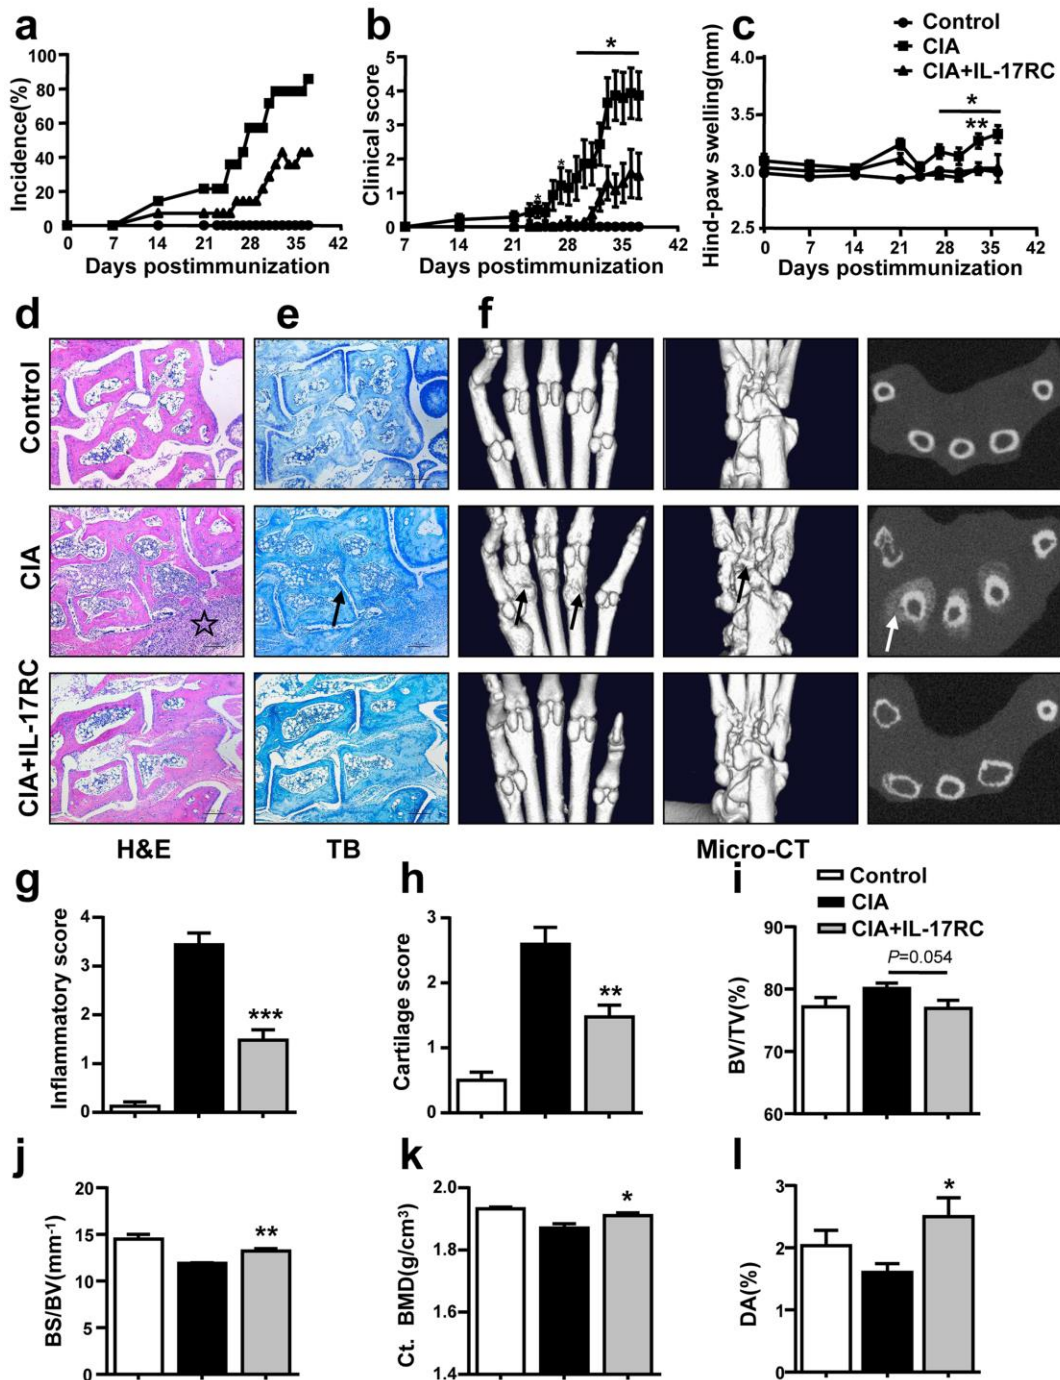 a
Incidence(%)
100
80
60
40
20
0
0 7 14 21 28 35 42
Days postimmunization
b
Clinical score
5
4
3
2
1
0
*
*
*
7 14 21 28 35 42
Days postimmunization
c
Control
CIA
CIA+IL-17RC
Hind-paw swelling(mm)
3.5
3.0
2.5
*
**
0 7 14 21 28 35 42
Days postimmunization
d
e
f
Control
CIA
CIA+IL-17RC
H&E
TB
Micro-CT
g
Inflammatory score
4
3
2
1
0
***
h
Cartilage score
3
2
1
0
**
i
Control
CIA
CIA+IL-17RC
BV/TV(%)
90
80
70
60
P=0.054
j
BS/BV(mm⁻¹)
20
15
10
5
0
**
k
Ct. BMD(g/cm³)
2.0
1.8
1.6
1.4
*
l
DA(%)
3
2
1
0
*